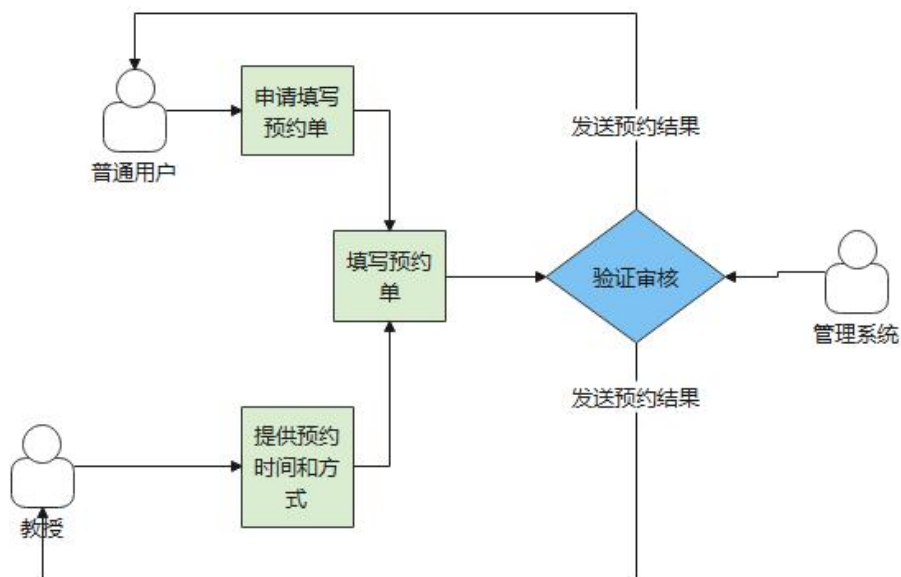 申请填写
预约单
普通用户
发送预约结果
填写预约
单
验证审核
管理系统
发送预约结果
提供预约
时间和方
式
教授